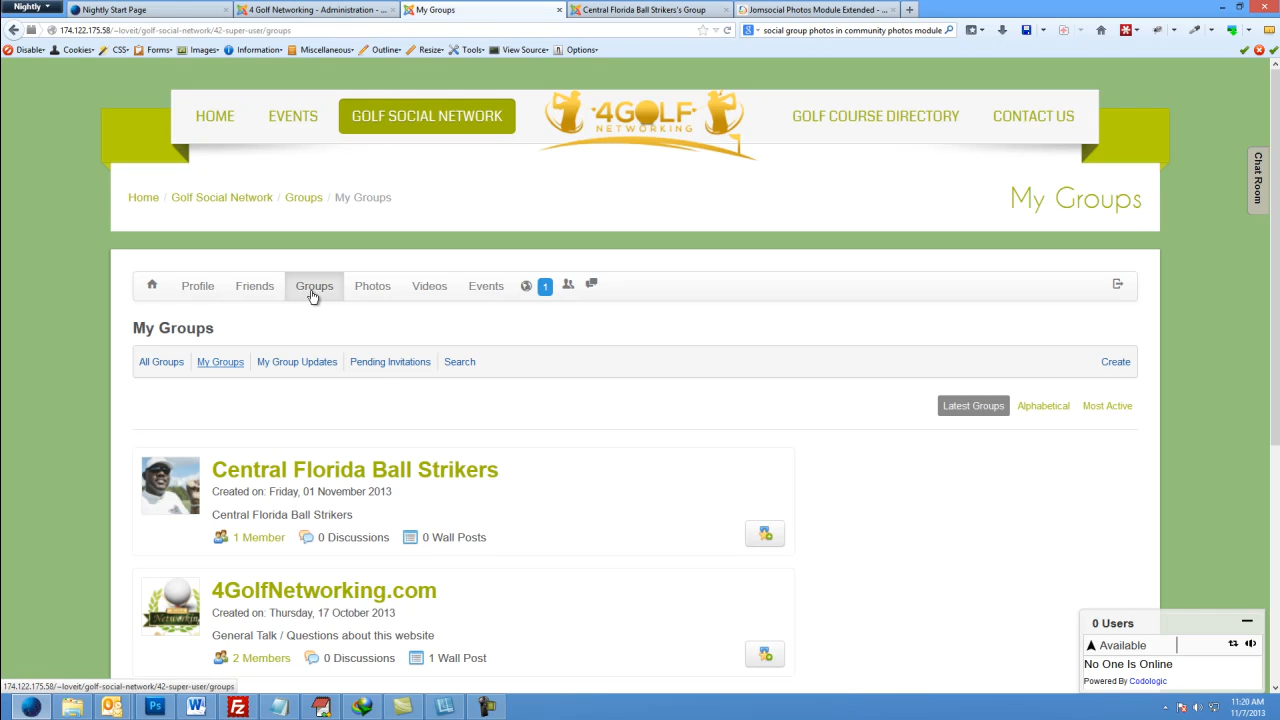 Nightly
Nightly Start Page
4 Golf Networking - Administration - ...
My Groups
Central Florida Ball Strikers's Group
Jomsocial Photos Module Extended - ...
174.122.175.58/~loveit/golf-social-network/42-super-user/groups
social group photos in community photos module
Disable Cookies CSS Forms Images Information Miscellaneous Outline Resize Tools View Source Options
HOME EVENTS GOLF SOCIAL NETWORK 4GOLF NETWORKING GOLF COURSE DIRECTORY CONTACT US
Chat Room
Home / Golf Social Network / Groups / My Groups
My Groups
Profile Friends Groups Photos Videos Events 1
My Groups
All Groups My Groups My Group Updates Pending Invitations Search Create
Latest Groups Alphabetical Most Active
Central Florida Ball Strikers
Created on: Friday, 01 November 2013
Central Florida Ball Strikers
1 Member 0 Discussions 0 Wall Posts
4GolfNetworking.com
Created on: Thursday, 17 October 2013
General Talk / Questions about this website
2 Members 0 Discussions 1 Wall Post
0 Users
Available
No One Is Online
Powered By Codologic
174.122.175.58/~loveit/golf-social-network/42-super-user/groups
11:20 AM
11/7/2013